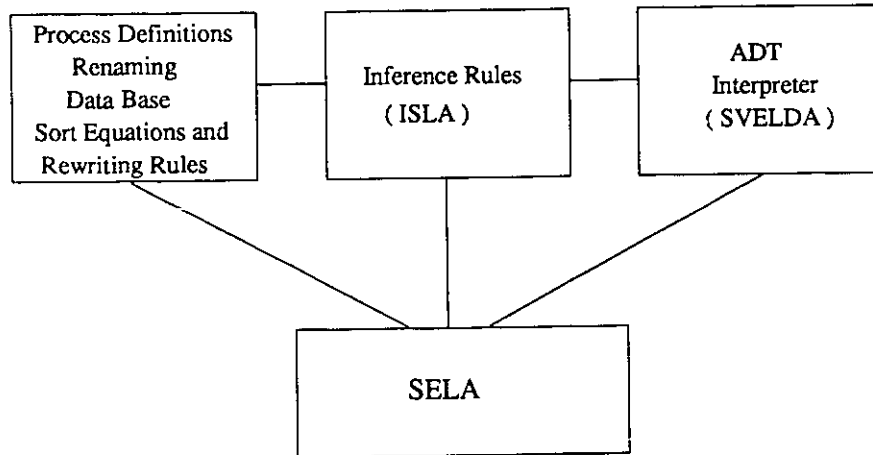 Process Definitions
Renaming
Data Base
Sort Equations and
Rewriting Rules
Inference Rules
( ISLA )
ADT
Interpreter
( SVELDA )
SELA